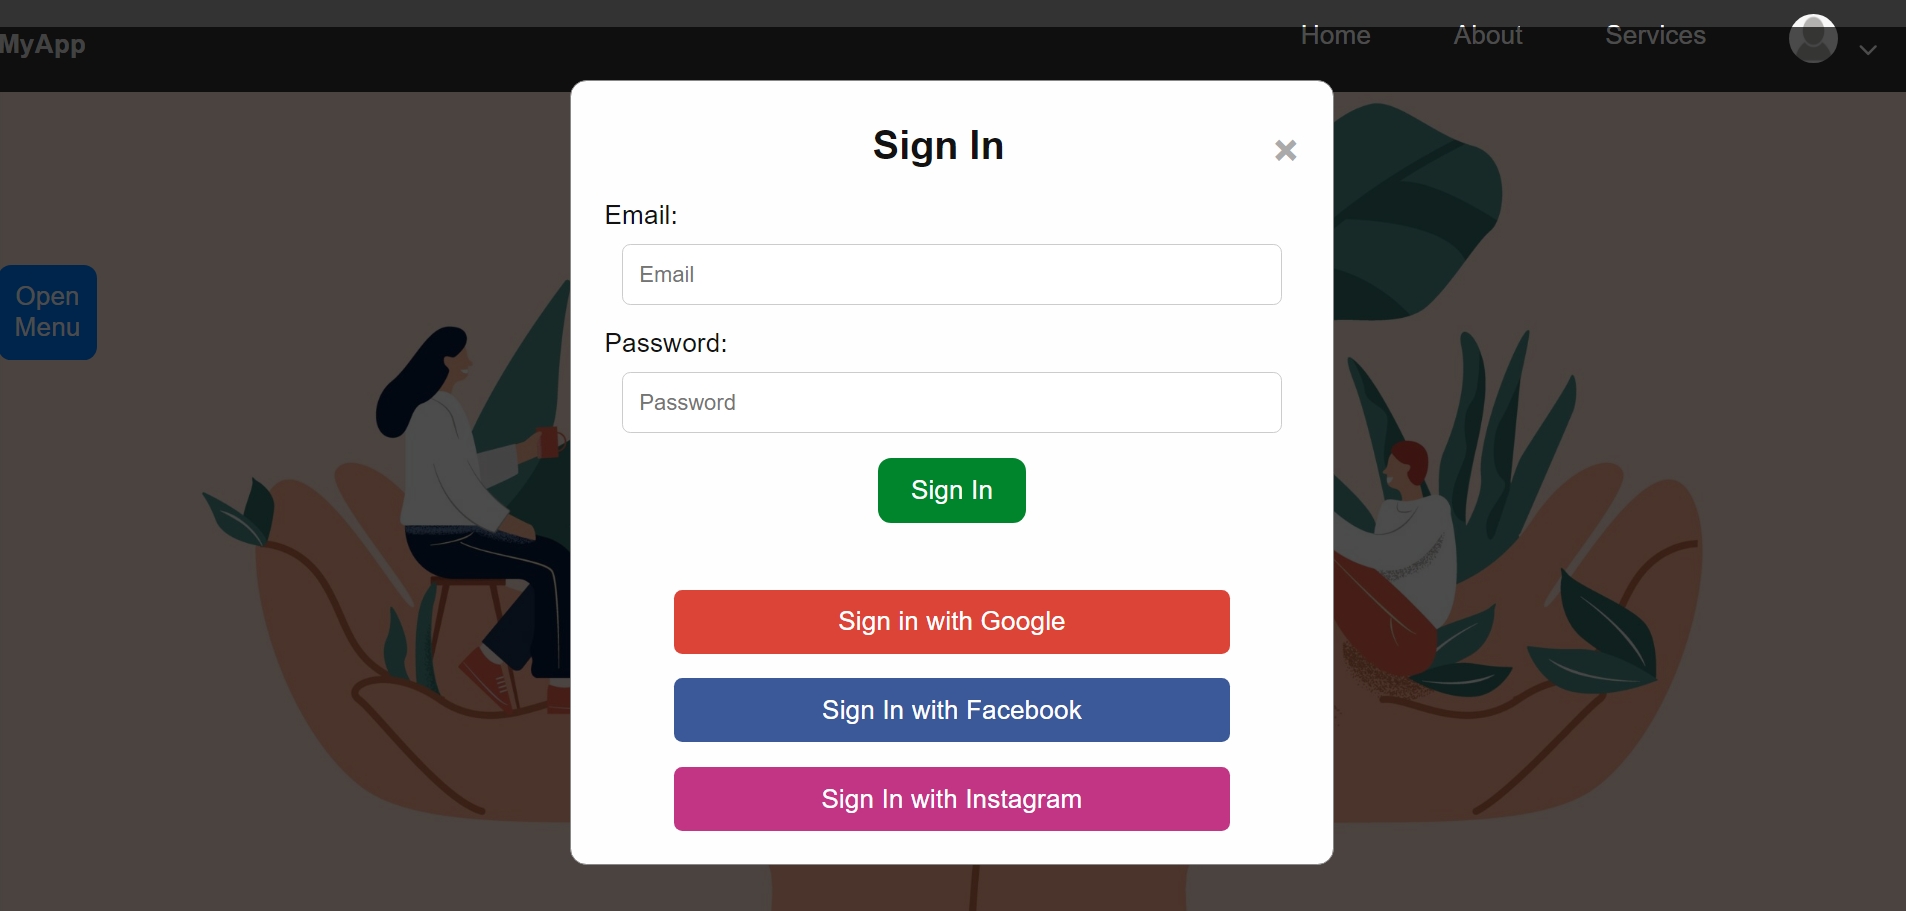 MyApp
Home
About
Services
Open
Menu
Sign In
×
Email:
Email
Password:
Password
Sign In
Sign in with Google
Sign In with Facebook
Sign In with Instagram